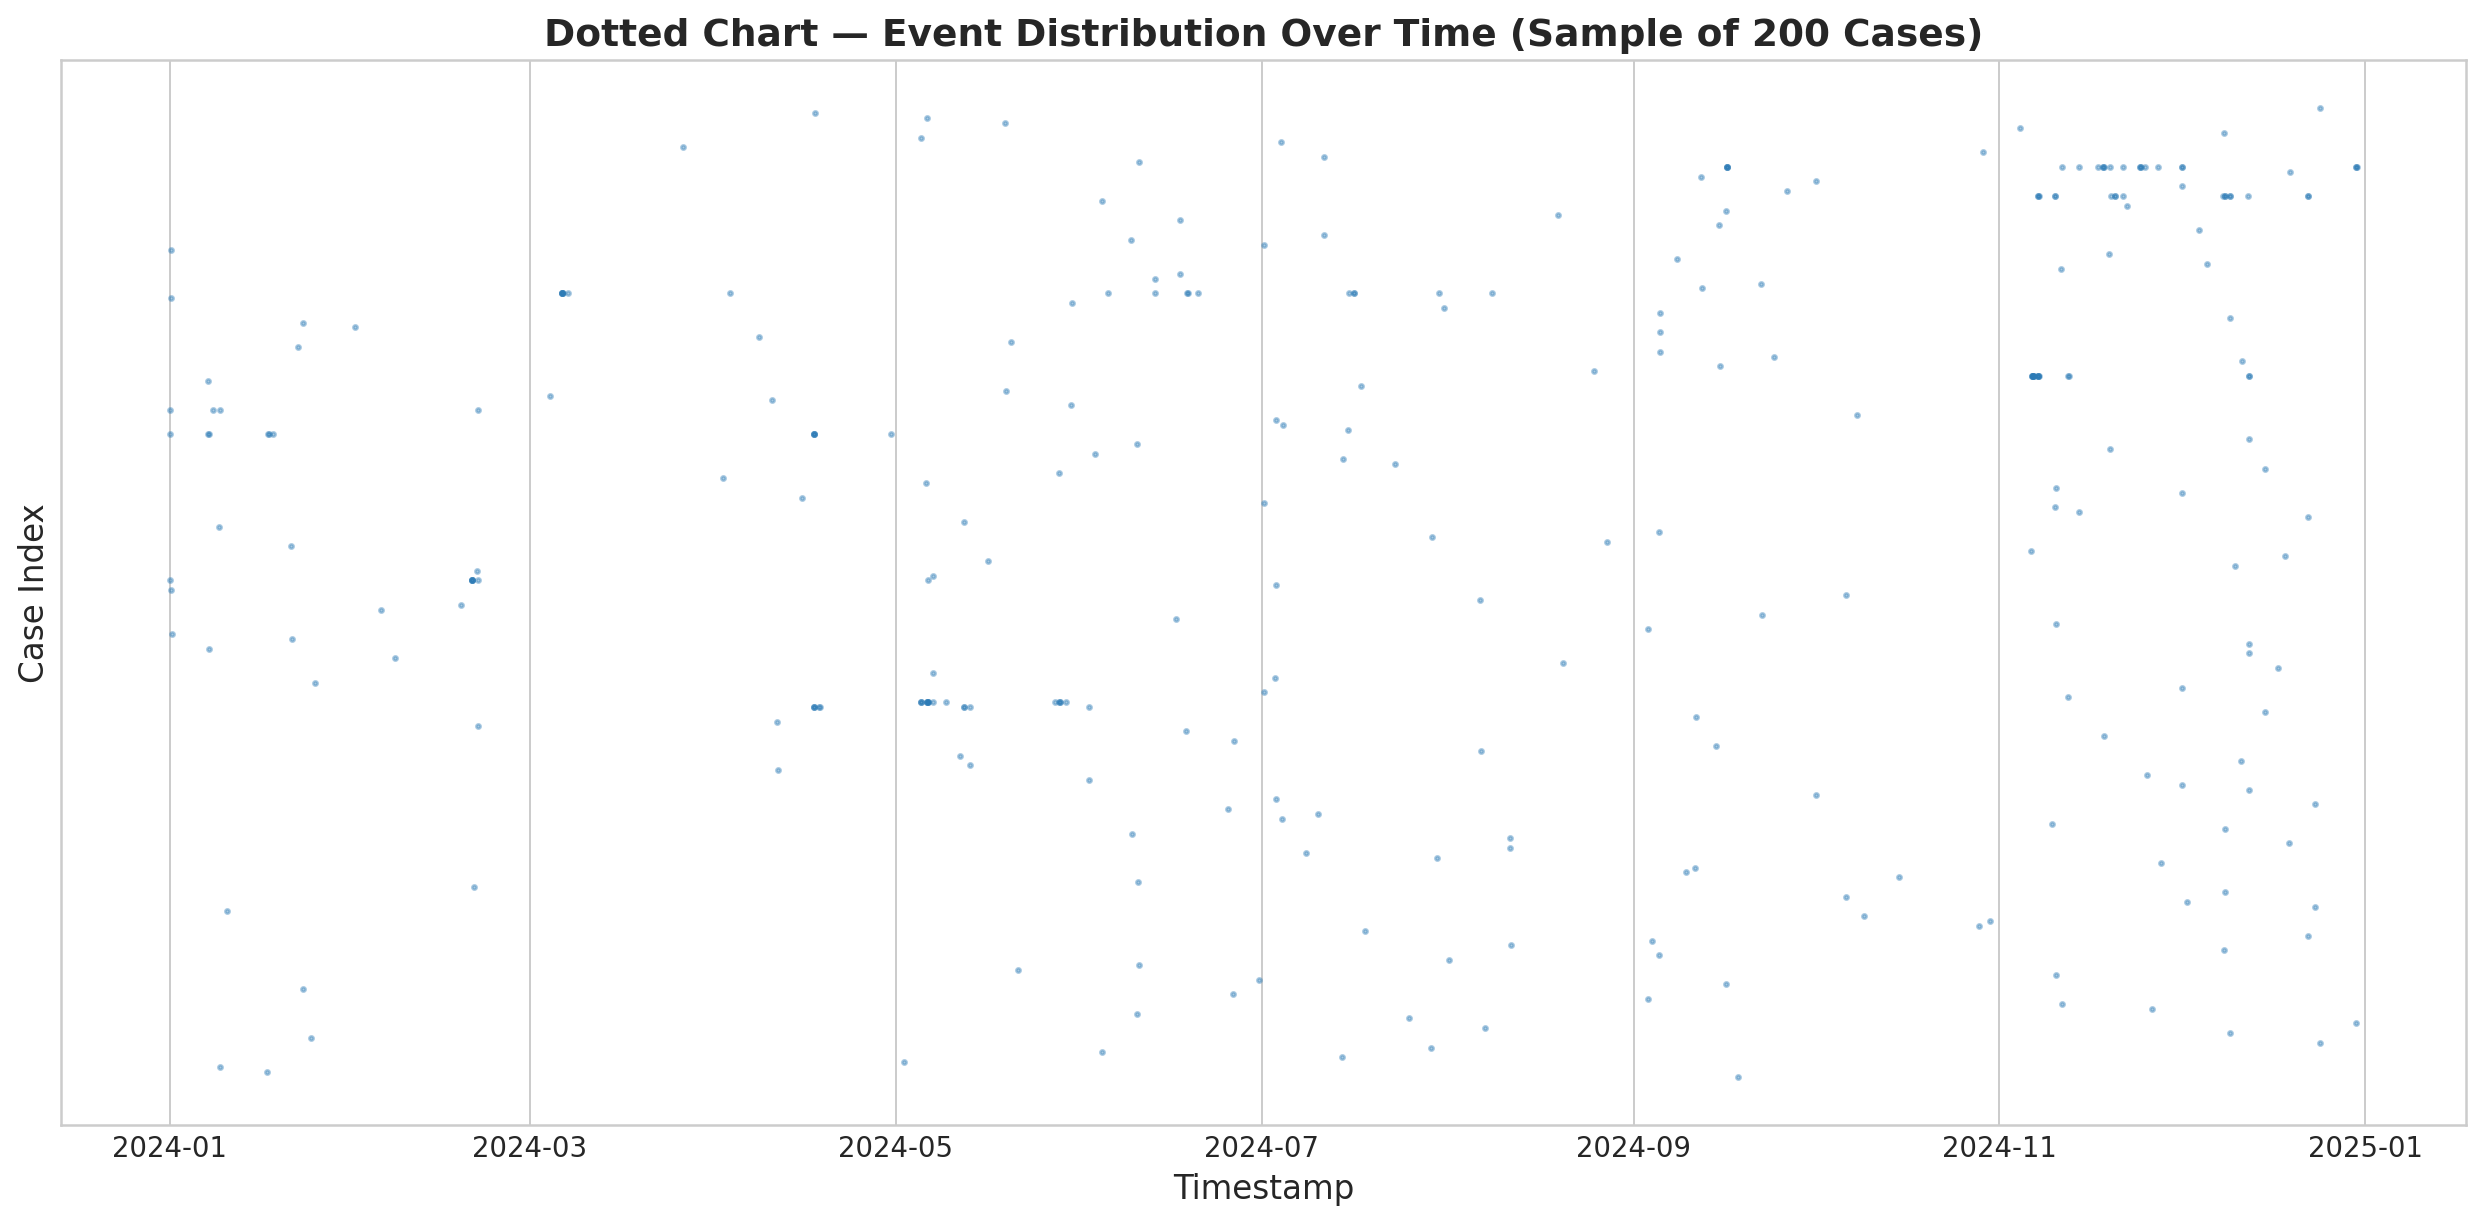 Dotted Chart — Event Distribution Over Time (Sample of 200 Cases)
Case Index
2024-01 2024-03 2024-05 2024-07 2024-09 2024-11 2025-01
Timestamp